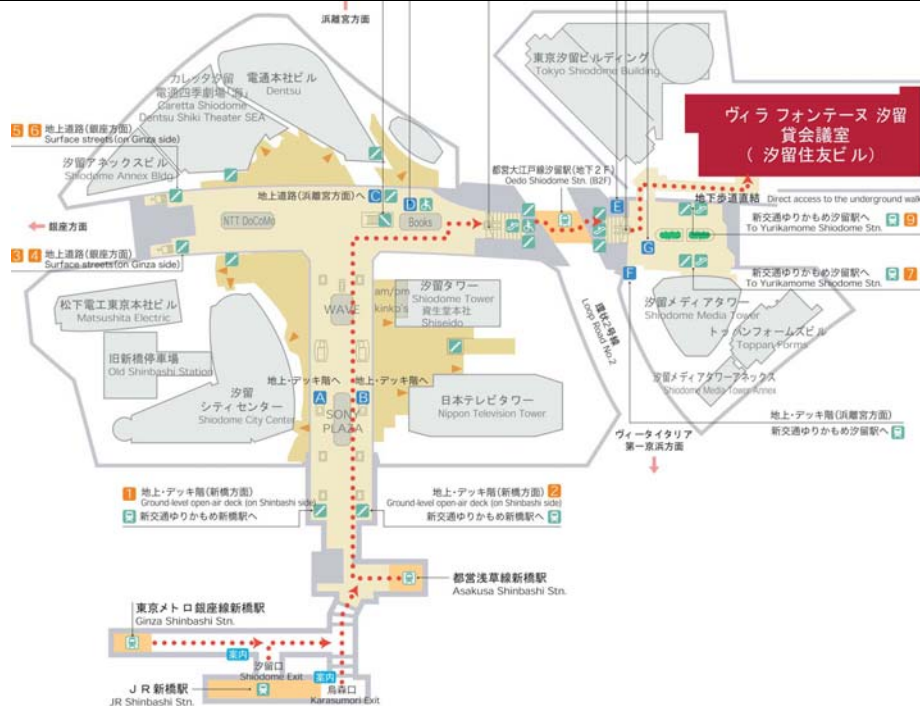 浜離宮方面
東京汐留ビルディング
Tokyo Shiodome Building
カレッタ汐留
電通四季劇場「海」
Caretta Shiodome
Dentsu Shiki Theater SEA
電通本社ビル
Dentsu
ヴィラ フォンテーヌ 汐留
貸会議室
( 汐留住友ビル)
5 6 地上道路(銀座方面)
Surface streets(on Ginza side)
汐留アネックスビル
Shiodome Annex Bldg
都営大江戸線汐留駅(地下2F)
Oedo Shiodome Stn. (B2F)
地上道路(浜離宮方面)へ C
D
E
地下歩道直結 Direct access to the underground walk
銀座方面
NTT DoCoMo
Books
新交通ゆりかもめ汐留駅へ
To Yurikamome Shiodome Stn. 9
G
3 4 地上道路(銀座方面)
Surface streets(on Ginza side)
F
新交通ゆりかもめ汐留駅へ
To Yurikamome Shiodome Stn. 7
松下電工東京本社ビル
Matsushita Electric
WAVE
am/pm
kinko's
汐留タワー
Shiodome Tower
資生堂本社
Shiseido
環状2号線
Loop Road No.2
汐留メディアタワー
Shiodome Media Tower
トッパンフォームズビル
Toppan Forms
旧新橋停車場
Old Shinbashi Station
汐留メディアタワーアネックス
Shiodome Media Tower Annex
汐留
シティセンター
Shiodome City Center
地上・デッキ階へ
A
地上・デッキ階へ
B
SONY
PLAZA
日本テレビタワー
Nippon Television Tower
地上・デッキ階(浜離宮方面)
新交通ゆりかもめ汐留駅へ
ヴィータイタリア
第一京浜方面
1 地上・デッキ階(新橋方面)
Ground-level open-air deck (on Shinbashi side)
新交通ゆりかもめ新橋駅へ
地上・デッキ階(新橋方面) 2
Ground-level open-air deck (on Shinbashi side)
新交通ゆりかもめ新橋駅へ
都営浅草線新橋駅
Asakusa Shinbashi Stn.
東京メトロ銀座線新橋駅
Ginza Shinbashi Stn.
案内
汐留口
Shiodome Exit
案内
JR新橋駅
JR Shinbashi Stn.
烏森口
Karasumori Exit